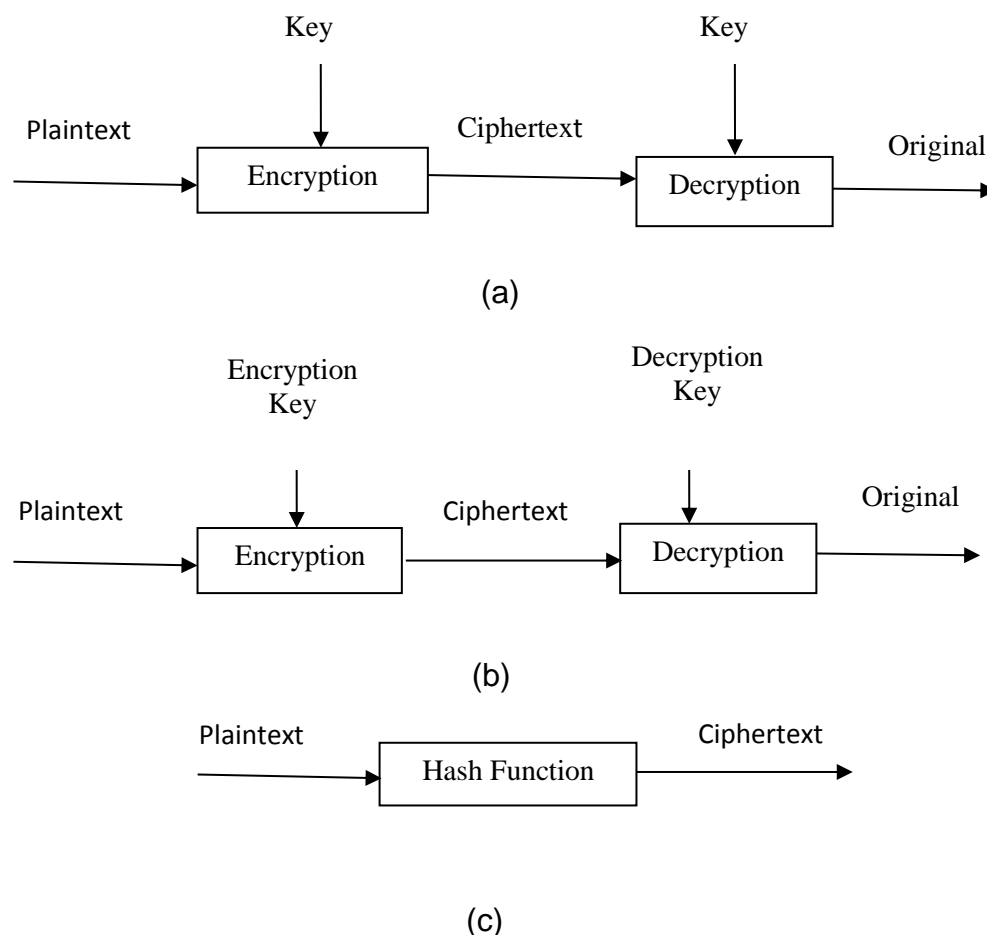 Key Key
Plaintext Ciphertext Original
Encryption Decryption
(a)
Encryption Decryption
Key Key
Plaintext Ciphertext Original
Encryption Decryption
(b)
Plaintext Ciphertext
Hash Function
(c)